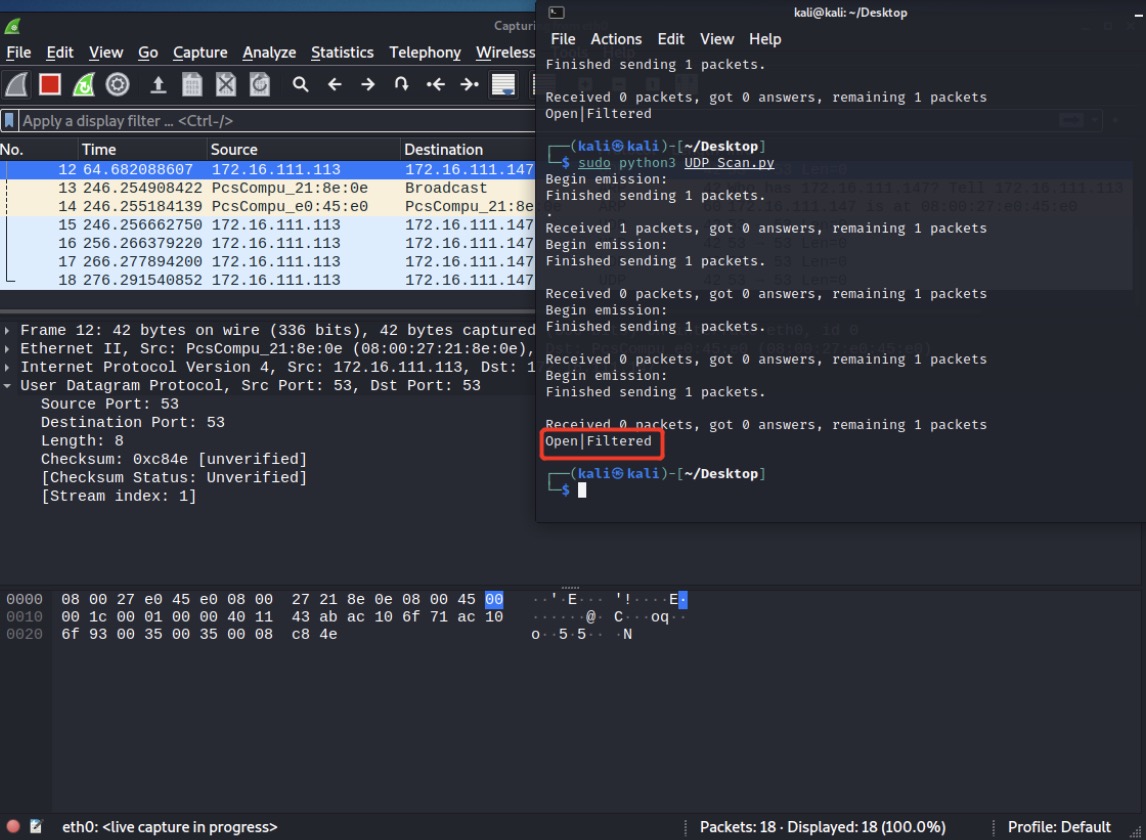 Capturi
File Edit View Go Capture Analyze Statistics Telephony Wireless
Apply a display filter … <Ctrl-/>
No. Time Source Destination
12 64.682088607 172.16.111.113 172.16.111.147
13 246.254908422 PcsCompu_21:8e:0e Broadcast
14 246.255184139 PcsCompu_e0:45:e0 PcsCompu_21:8e
15 246.256662750 172.16.111.113 172.16.111.147
16 256.266379220 172.16.111.113 172.16.111.147
17 266.277894200 172.16.111.113 172.16.111.147
18 276.291540852 172.16.111.113 172.16.111.147
Frame 12: 42 bytes on wire (336 bits), 42 bytes captured
Ethernet II, Src: PcsCompu_21:8e:0e (08:00:27:21:8e:0e),
Internet Protocol Version 4, Src: 172.16.111.113, Dst: 1
User Datagram Protocol, Src Port: 53, Dst Port: 53
Source Port: 53
Destination Port: 53
Length: 8
Checksum: 0xc84e [unverified]
[Checksum Status: Unverified]
[Stream index: 1]
kali@kali: ~/Desktop
File Actions Edit View Help
Finished sending 1 packets.
Received 0 packets, got 0 answers, remaining 1 packets
Open|Filtered
┌──(kali㉿kali)-[~/Desktop]
└─$ sudo python3 UDP_Scan.py
Begin emission:
Finished sending 1 packets.
.
Received 1 packets, got 0 answers, remaining 1 packets
Begin emission:
Finished sending 1 packets.
Received 0 packets, got 0 answers, remaining 1 packets
Begin emission:
Finished sending 1 packets.
Received 0 packets, got 0 answers, remaining 1 packets
Begin emission:
Finished sending 1 packets.
Received 0 packets, got 0 answers, remaining 1 packets
Open|Filtered
┌──(kali㉿kali)-[~/Desktop]
└─$
0000 08 00 27 e0 45 e0 08 00 27 21 8e 0e 08 00 45 00 ··'·E··· '!····E·
0010 00 1c 00 01 00 00 40 11 43 ab ac 10 6f 71 ac 10 ······@· C···oq··
0020 6f 93 00 35 00 35 00 08 c8 4e o··5·5·· ·N
eth0: <live capture in progress>
Packets: 18 · Displayed: 18 (100.0%)
Profile: Default